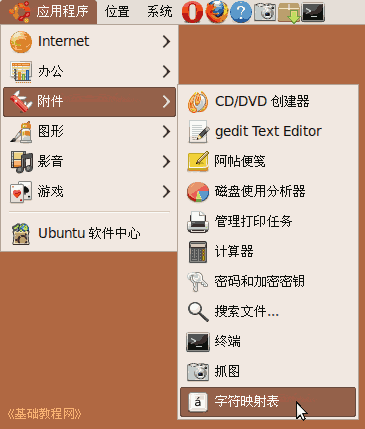 应用程序 位置 系统
Internet
办公
附件
图形
影音
游戏
Ubuntu 软件中心
CD/DVD 创建器
gedit Text Editor
阿帖便笺
磁盘使用分析器
管理打印任务
计算器
密码和加密密钥
搜索文件...
终端
抓图
á 字符映射表
《基础教程网》